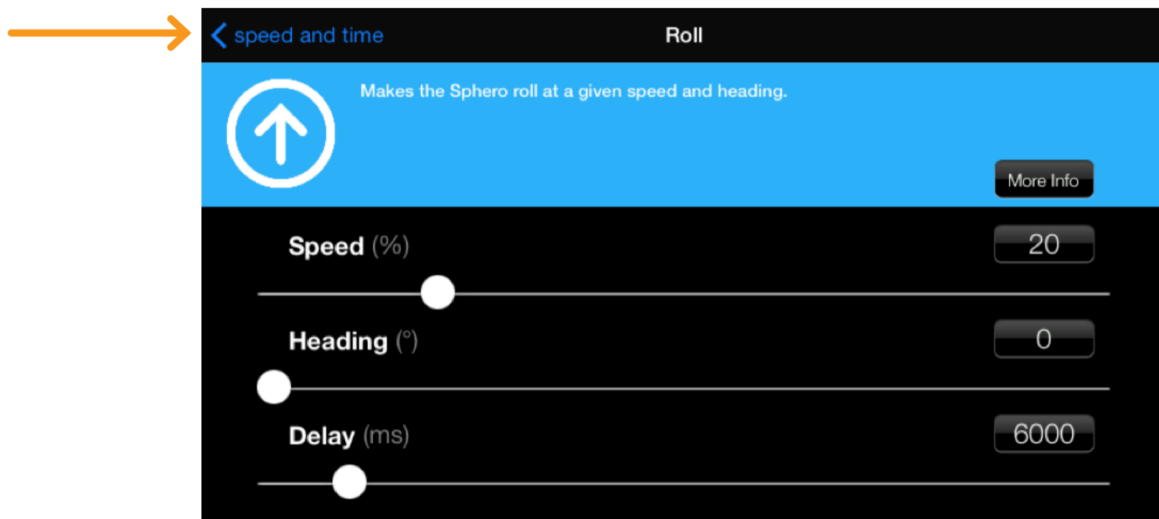 speed and time Roll
Makes the Sphero roll at a given speed and heading.
More Info
Speed (%) 20
Heading (°) 0
Delay (ms) 6000